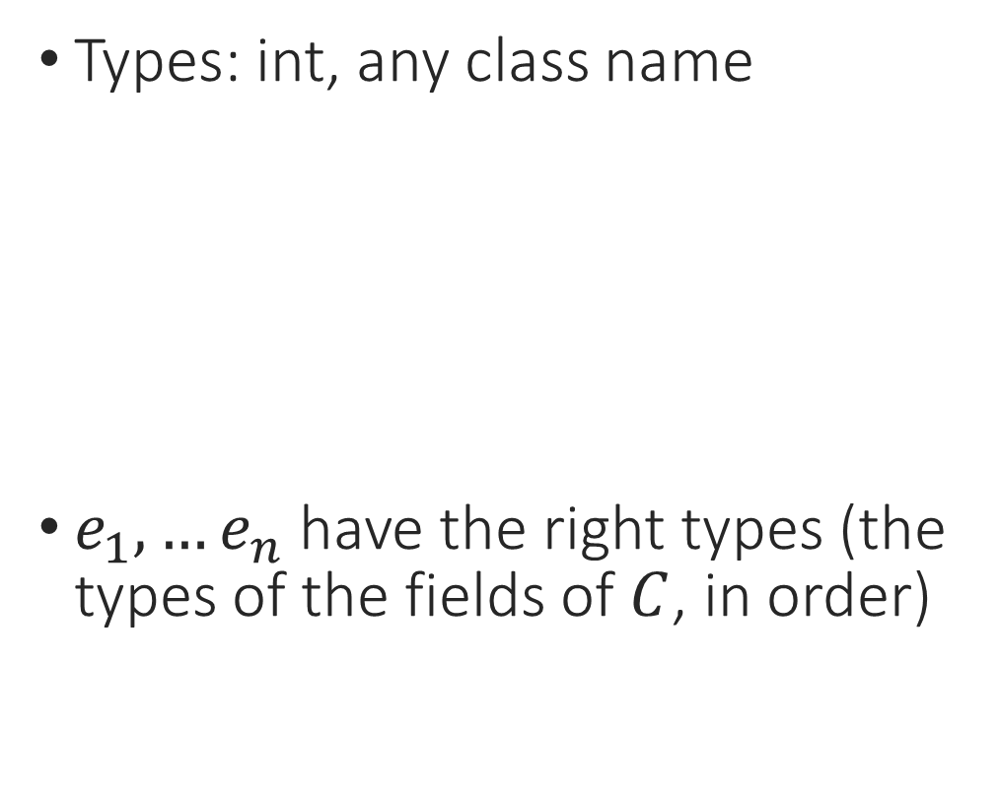 • Types: int, any class name
• 𝑒₁, … 𝑒ₙ have the right types (the
types of the fields of 𝐶, in order)